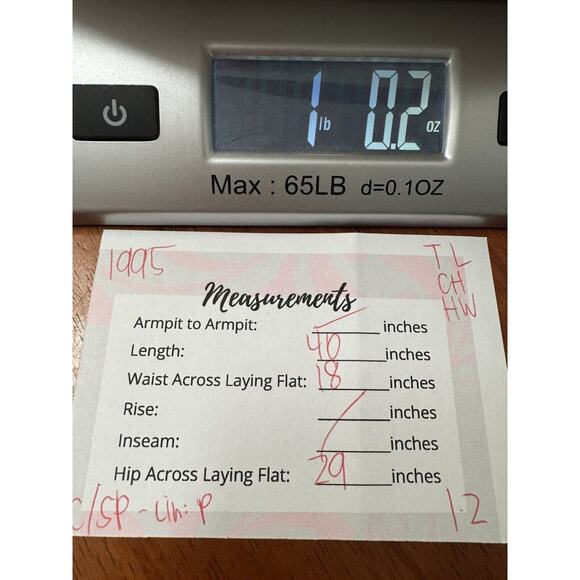 1 lb 0.2 oz
Max : 65LB d=0.1OZ
1995
T L
CH
HW
Measurements
Armpit to Armpit: inches
Length: 40 inches
Waist Across Laying Flat: 18 inches
Rise: inches
Inseam: inches
Hip Across Laying Flat: 29 inches
C/SP - Lin: P
1.2